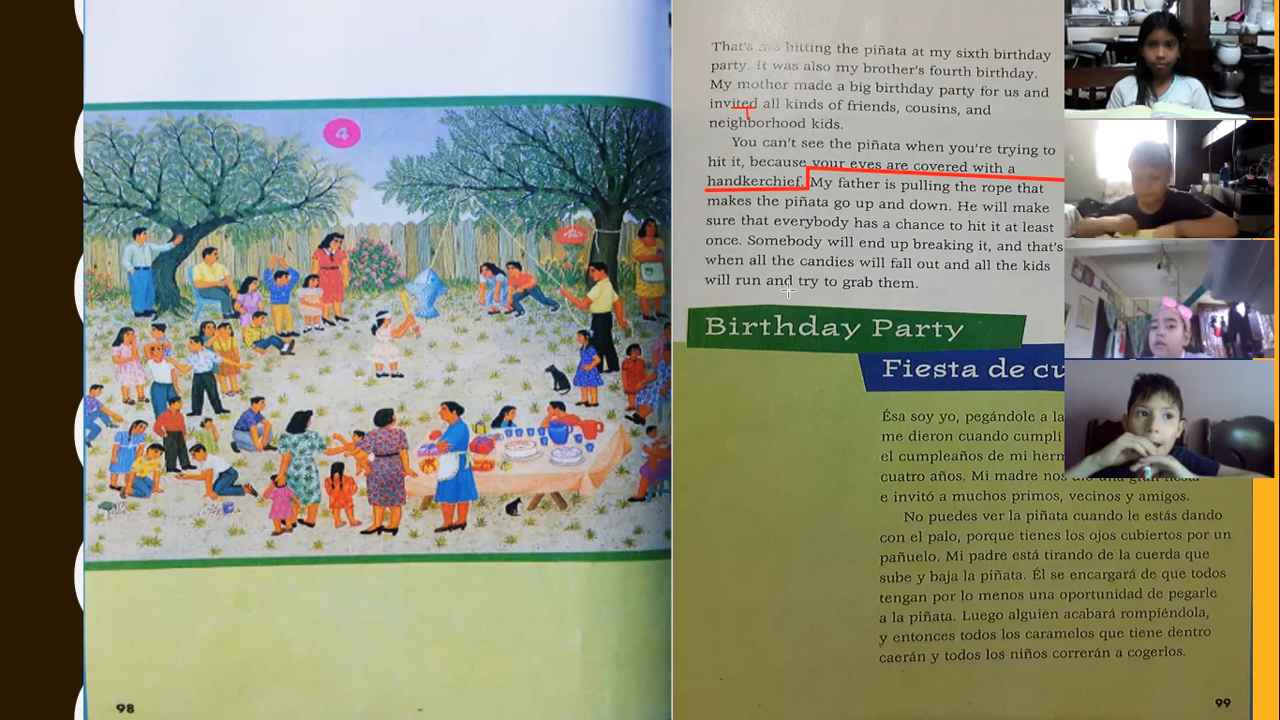 4
98
That's me hitting the piñata at my sixth birthday
party. It was also my brother's fourth birthday.
My mother made a big birthday party for us and
invited all kinds of friends, cousins, and
neighborhood kids.
You can't see the piñata when you're trying to
hit it, because your eyes are covered with a
handkerchief. My father is pulling the rope that
makes the piñata go up and down. He will make
sure that everybody has a chance to hit it at least
once. Somebody will end up breaking it, and that's
when all the candies will fall out and all the kids
will run and try to grab them.
Birthday Party
Fiesta de cu
Ésa soy yo, pegándole a la
me dieron cuando cumplí
el cumpleaños de mi herm
cuatro años. Mi madre nos dio una gran fiesta
e invitó a muchos primos, vecinos y amigos.
No puedes ver la piñata cuando le estás dando
con el palo, porque tienes los ojos cubiertos por un
pañuelo. Mi padre está tirando de la cuerda que
sube y baja la piñata. Él se encargará de que todos
tengan por lo menos una oportunidad de pegarle
a la piñata. Luego alguien acabará rompiéndola,
y entonces todos los caramelos que tiene dentro
caerán y todos los niños correrán a cogerlos.
99